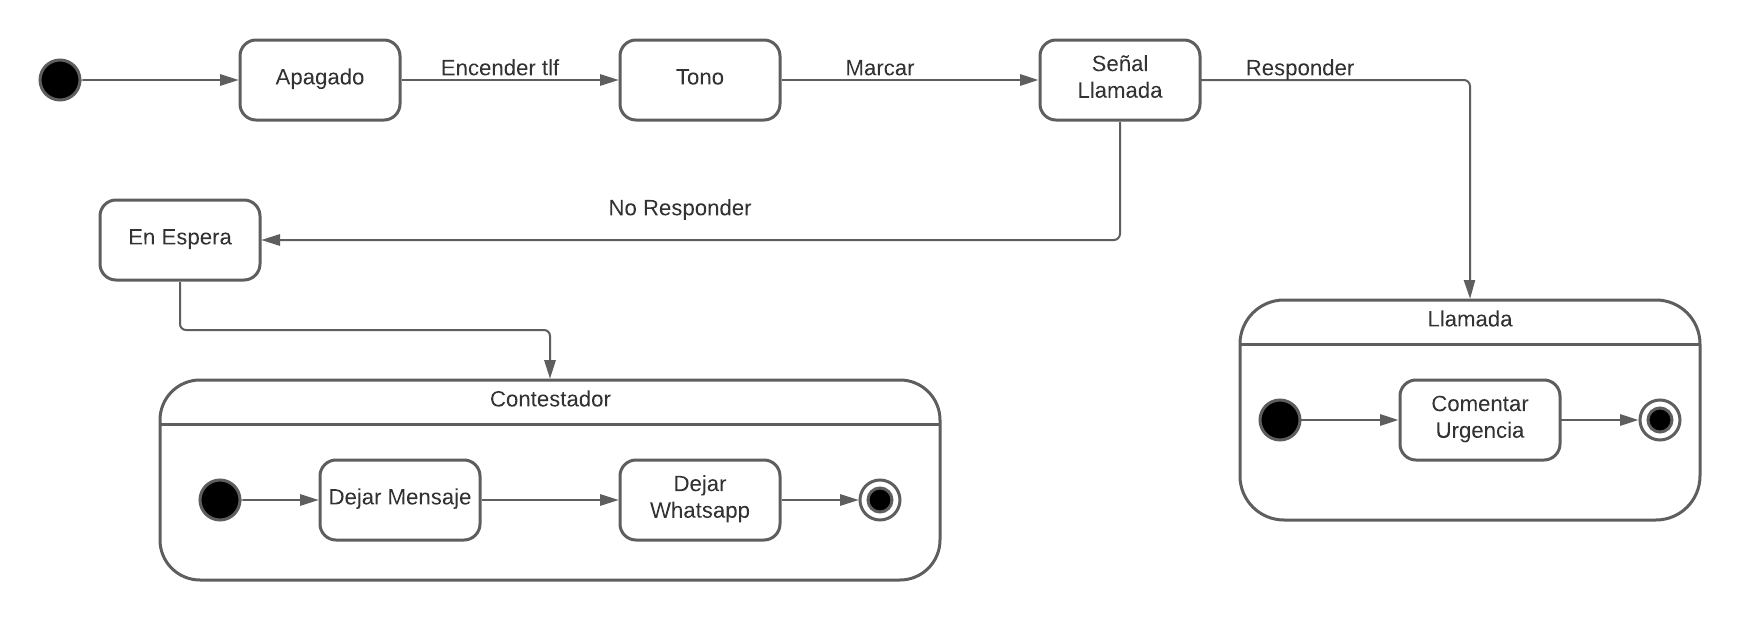 Apagado
Encender tlf
Tono
Marcar
Señal
Llamada
Responder
No Responder
En Espera
Llamada
Comentar
Urgencia
Contestador
Dejar Mensaje
Dejar
Whatsapp